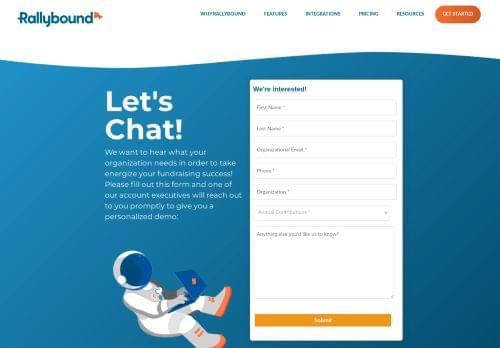 Rallybound
WHY RALLYBOUND
FEATURES
INTEGRATIONS
PRICING
RESOURCES
GET STARTED
Let's
Chat!
We want to hear what your
organization needs in order to take
energize your fundraising success!
Please fill out this form and one of
our account executives will reach out
to you promptly to give you a
personalized demo:
We're interested!
First Name *
Last Name *
Organizational Email *
Phone *
Organization *
Annual Contributions *
Anything else you'd like us to know?
Submit